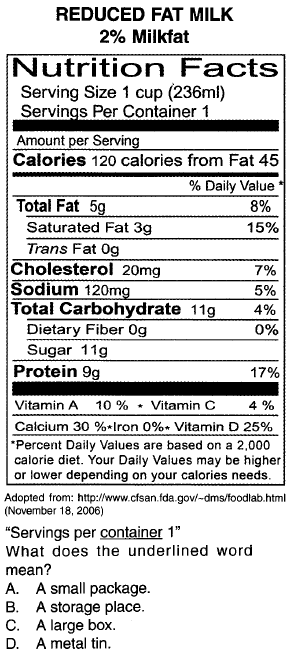 REDUCED FAT MILK
2% Milkfat
Nutrition Facts
Serving Size 1 cup (236ml)
Servings Per Container 1
Amount per Serving
Calories 120 calories from Fat 45
% Daily Value *
Total Fat 5g 8%
Saturated Fat 3g 15%
Trans Fat 0g
Cholesterol 20mg 7%
Sodium 120mg 5%
Total Carbohydrate 11g 4%
Dietary Fiber 0g 0%
Sugar 11g
Protein 9g 17%
Vitamin A 10 % * Vitamin C 4 %
Calcium 30 %*Iron 0%* Vitamin D 25%
*Percent Daily Values are based on a 2,000
calorie diet. Your Daily Values may be higher
or lower depending on your calories needs.
Adopted from: http://www.cfsan.fda.gov/~dms/foodlab.html
(November 18, 2006)
“Servings per container 1”
What does the underlined word
mean?
A. A small package.
B. A storage place.
C. A large box.
D. A metal tin.